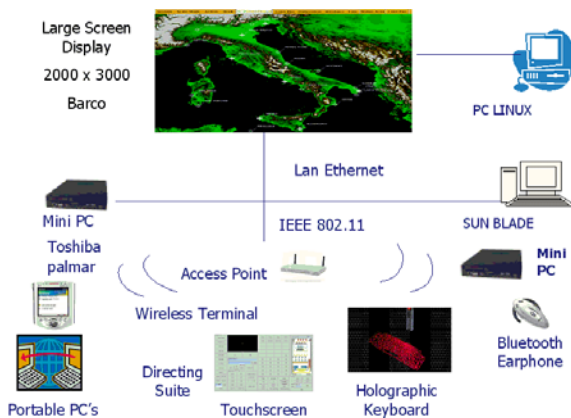 Large Screen
Display
2000 x 3000
Barco
PC LINUX
Lan Ethernet
Mini PC
IEEE 802.11
SUN BLADE
Toshiba
palmar
Access Point
Mini
PC
Wireless Terminal
Bluetooth
Earphone
Directing
Suite
Portable PC's
Touchscreen
Holographic
Keyboard